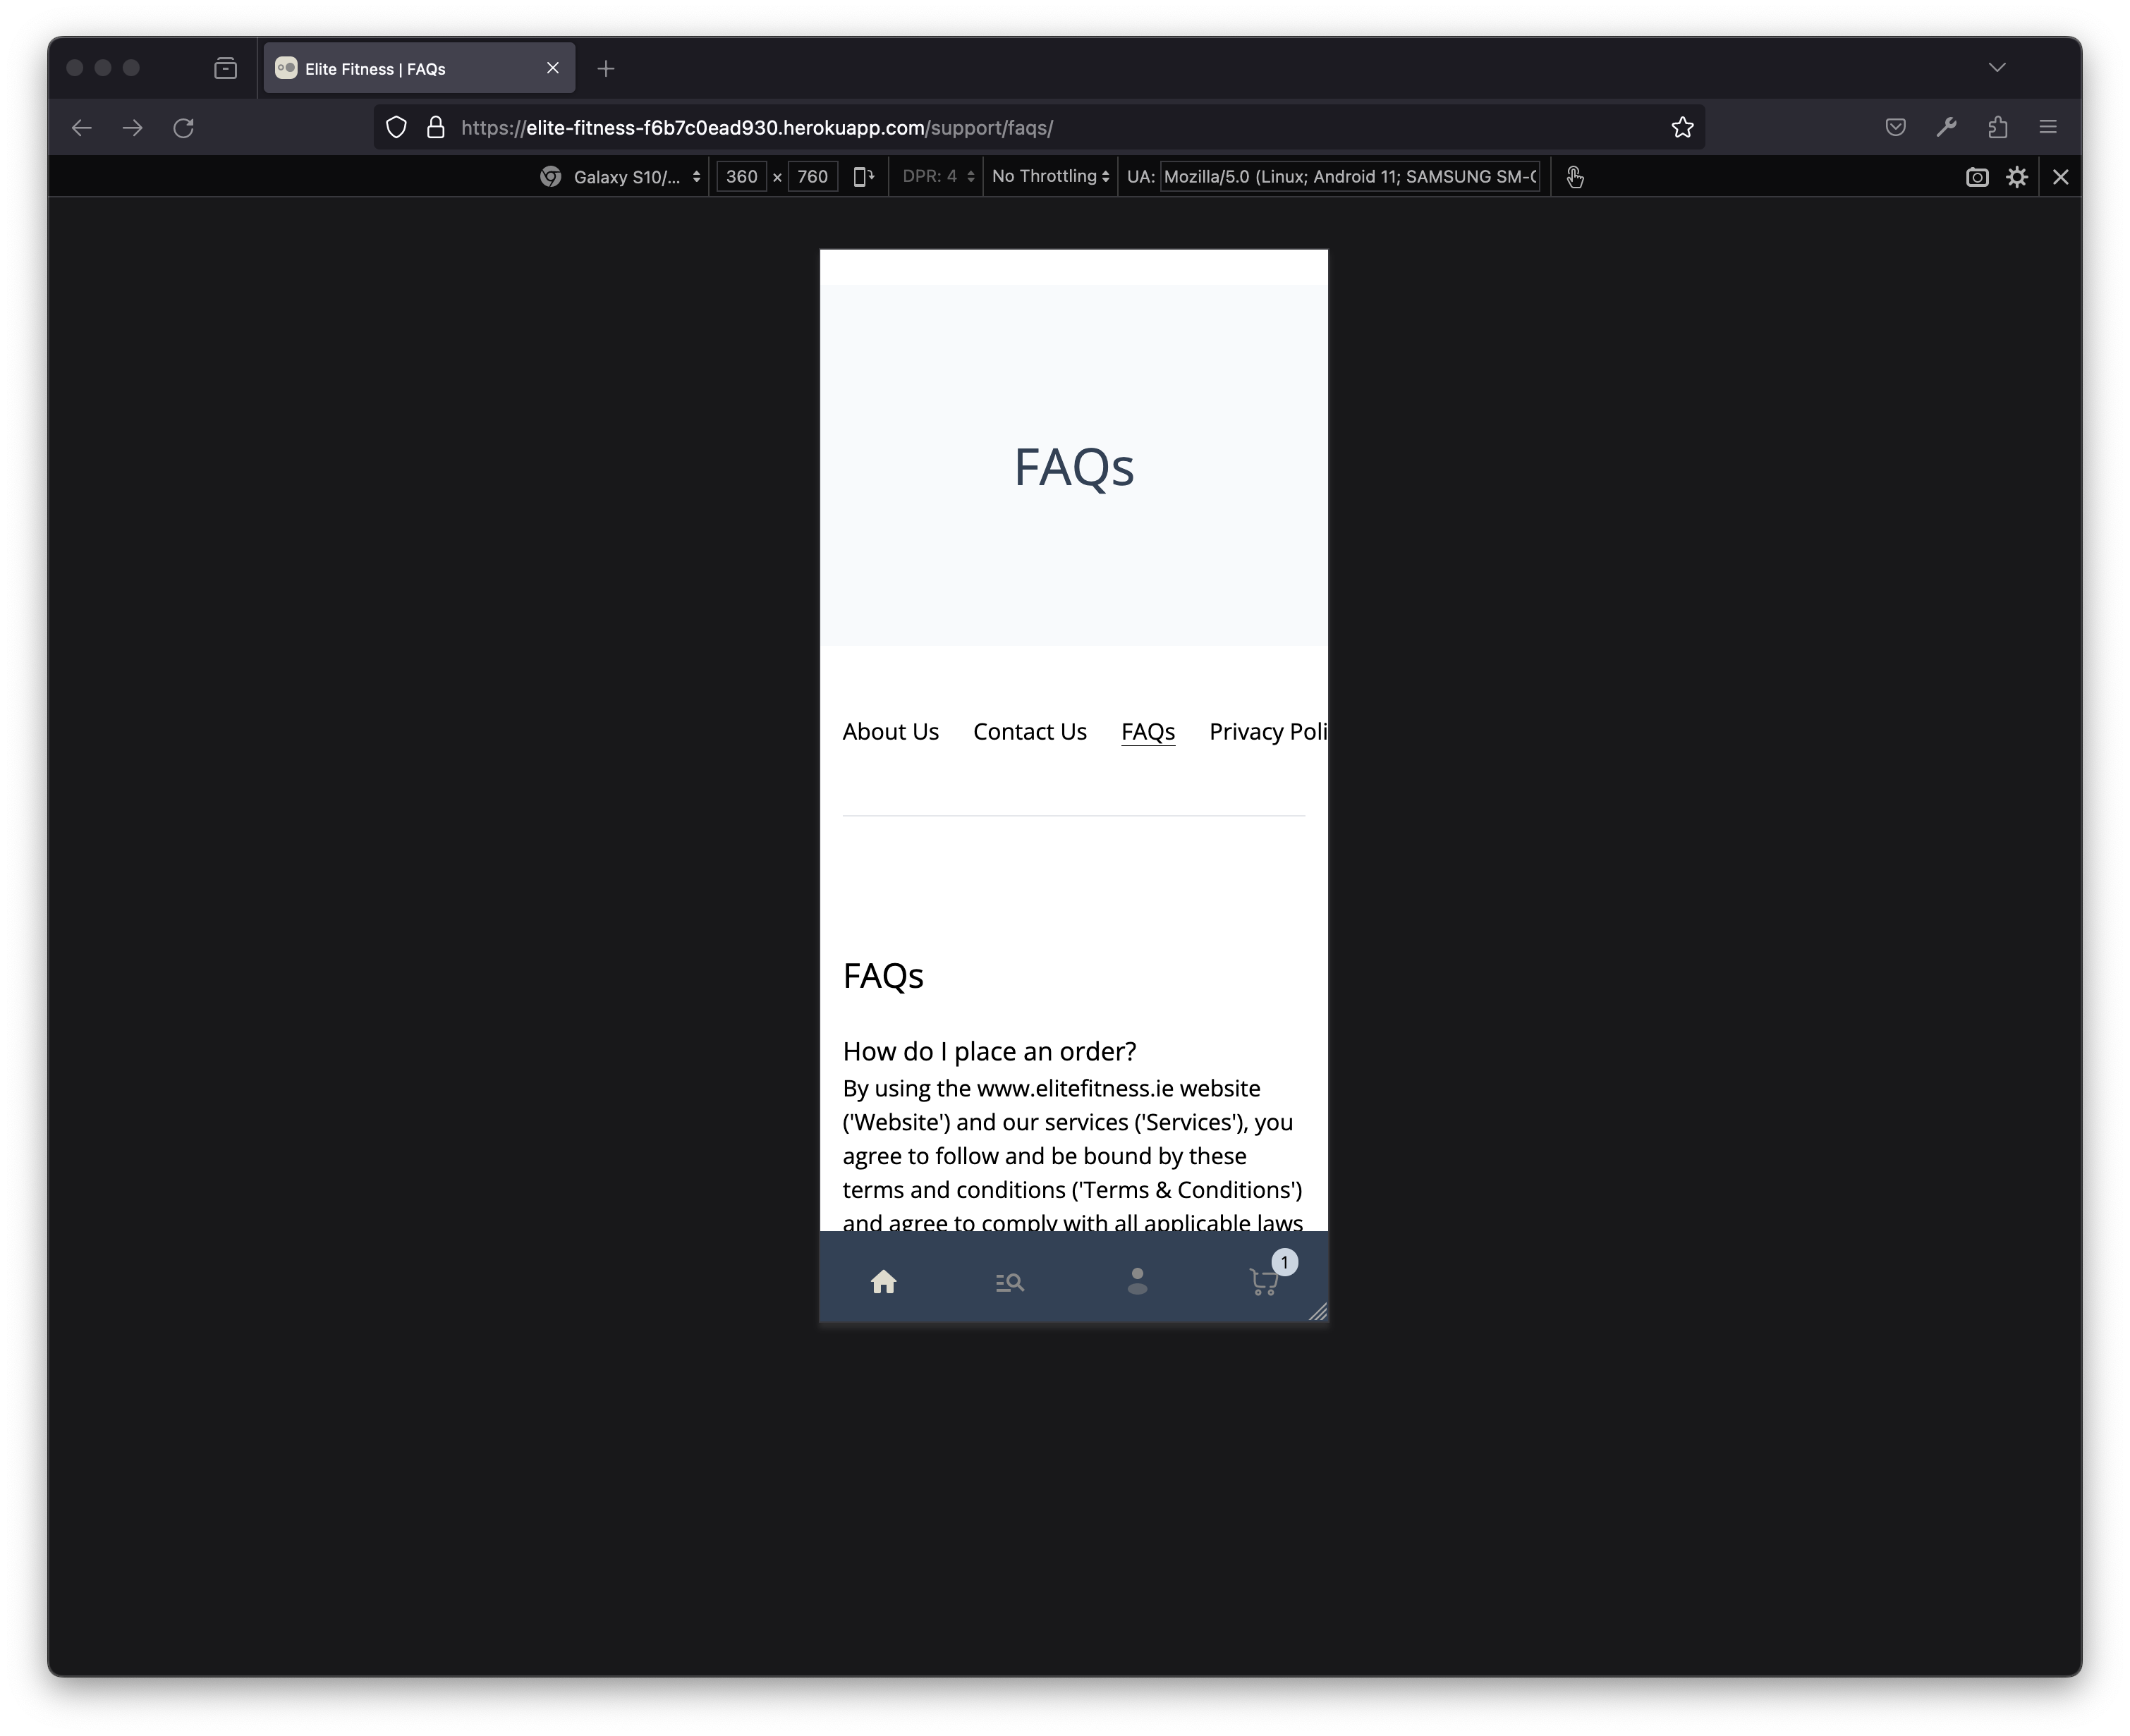 Elite Fitness | FAQs
https://elite-fitness-f6b7c0ead930.herokuapp.com/support/faqs/
Galaxy S10/... 360 × 760 DPR: 4 No Throttling UA: Mozilla/5.0 (Linux; Android 11; SAMSUNG SM-
FAQs
About Us Contact Us FAQs Privacy Poli
FAQs
How do I place an order?
By using the www.elitefitness.ie website
('Website') and our services ('Services'), you
agree to follow and be bound by these
terms and conditions ('Terms & Conditions')
and agree to comply with all applicable laws
1